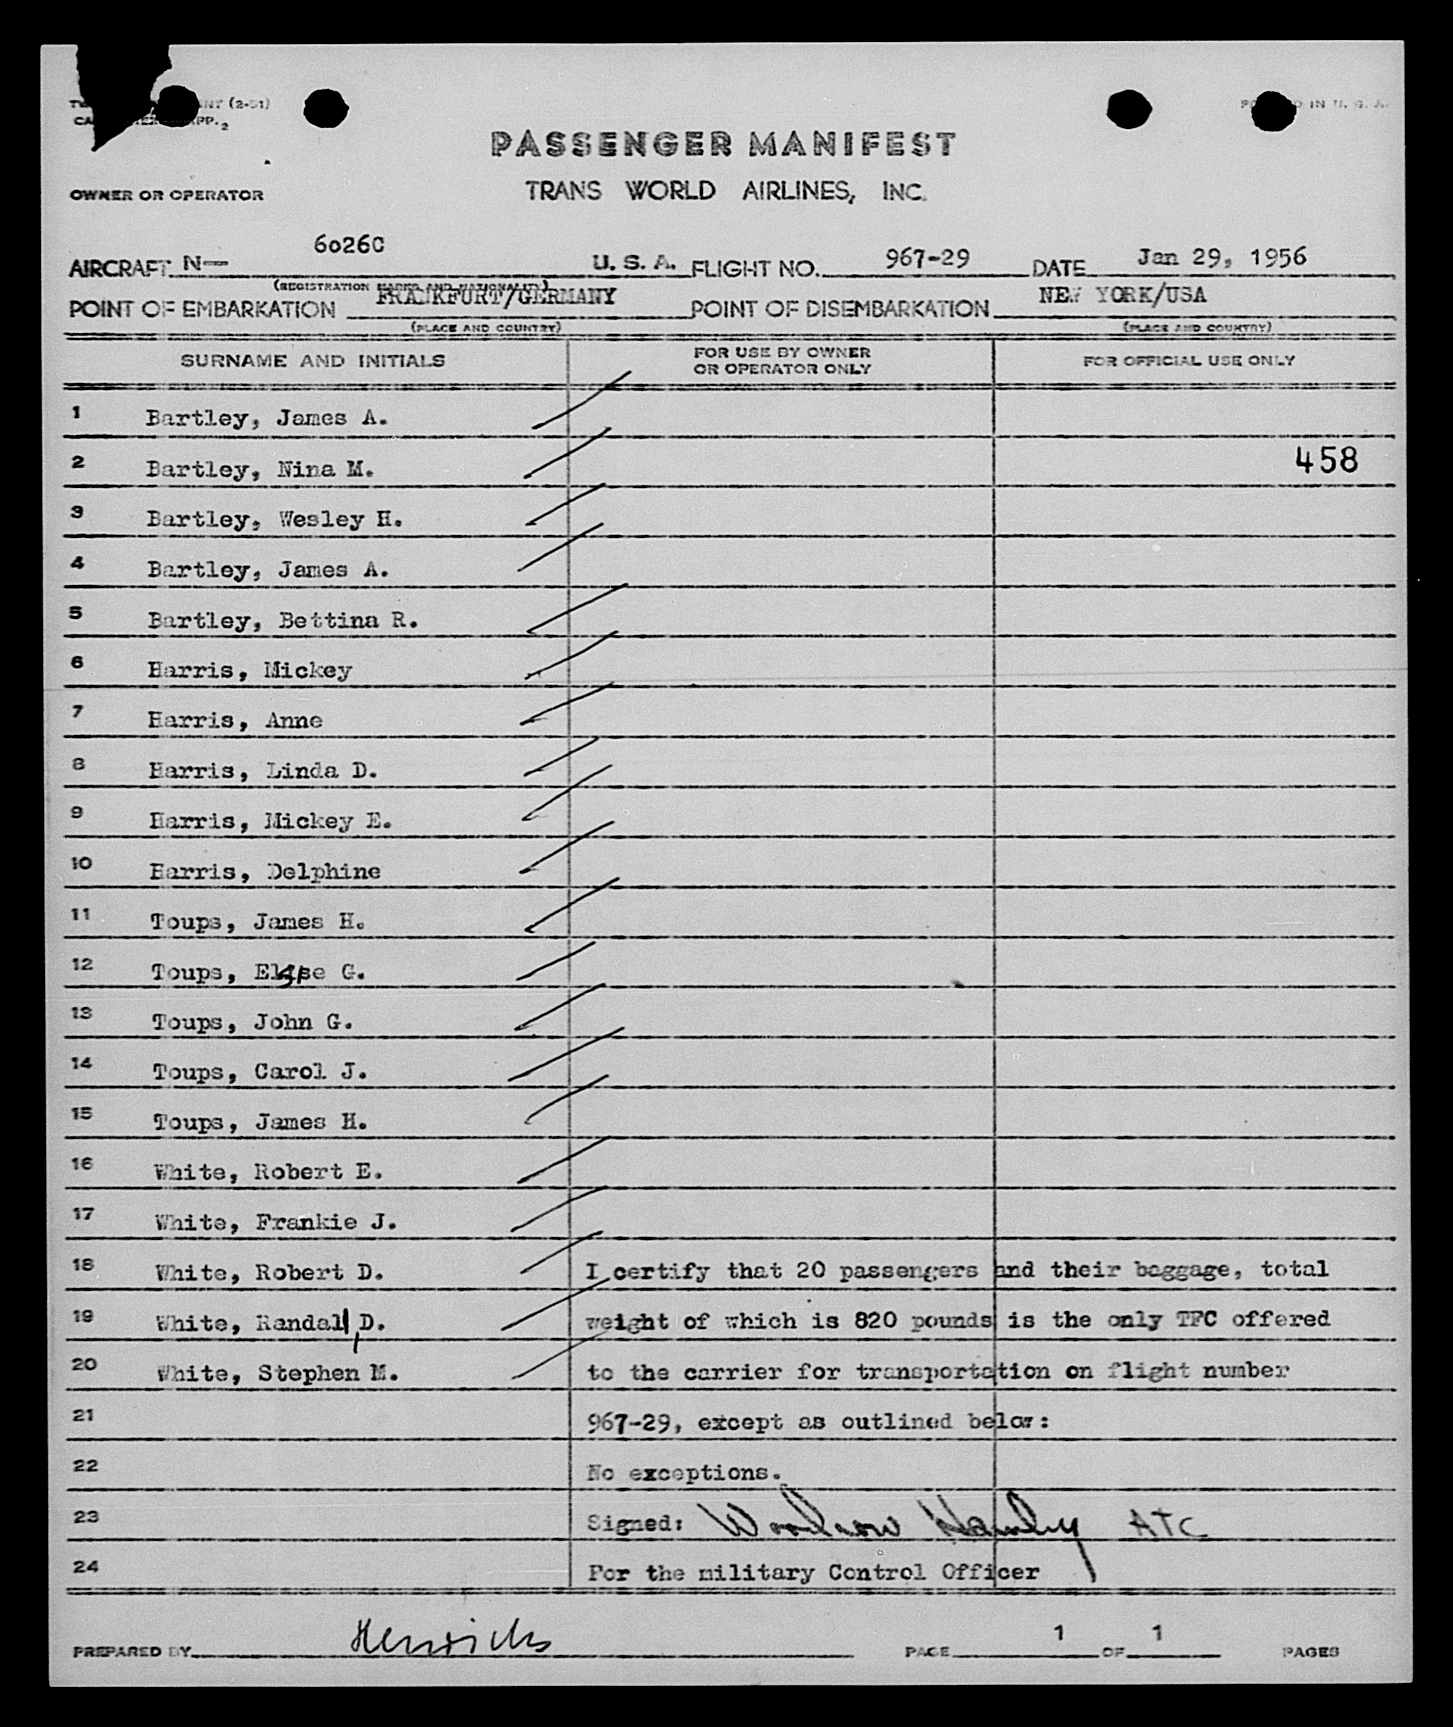 (2-51)
APP. 2
PASSENGER MANIFEST
OWNER OR OPERATOR
TRANS WORLD AIRLINES, INC.
AIRCRAFT N— 6026C U. S. A. FLIGHT NO. 967-29 DATE Jan 29, 1956
(REGISTRATION MARKS AND NATIONALITY)
POINT OF EMBARKATION FRANKFURT/GERMANY POINT OF DISEMBARKATION NEW YORK/USA
(PLACE AND COUNTRY) (PLACE AND COUNTRY)
SURNAME AND INITIALS FOR USE BY OWNER OR OPERATOR ONLY FOR OFFICIAL USE ONLY
1 Bartley, James A.
2 Bartley, Nina M. 458
3 Bartley, Wesley H.
4 Bartley, James A.
5 Bartley, Bettina R.
6 Harris, Mickey
7 Harris, Anne
8 Harris, Linda D.
9 Harris, Mickey E.
10 Harris, Delphine
11 Toups, James H.
12 Toups, G.
13 Toups, John G.
14 Toups, Carol J.
15 Toups, James H.
16 White, Robert E.
17 White, Frankie J.
18 White, Robert D. I certify that 20 passengers and their baggage, total
19 White, Randall D. weight of which is 820 pounds is the only TFC offered
20 White, Stephen M. to the carrier for transportation on flight number
21 967-29, except as outlined below:
22 No exceptions.
23 Signed: Woodrow ATC
24 For the military Control Officer
PREPARED BY PAGE 1 OF 1 PAGES